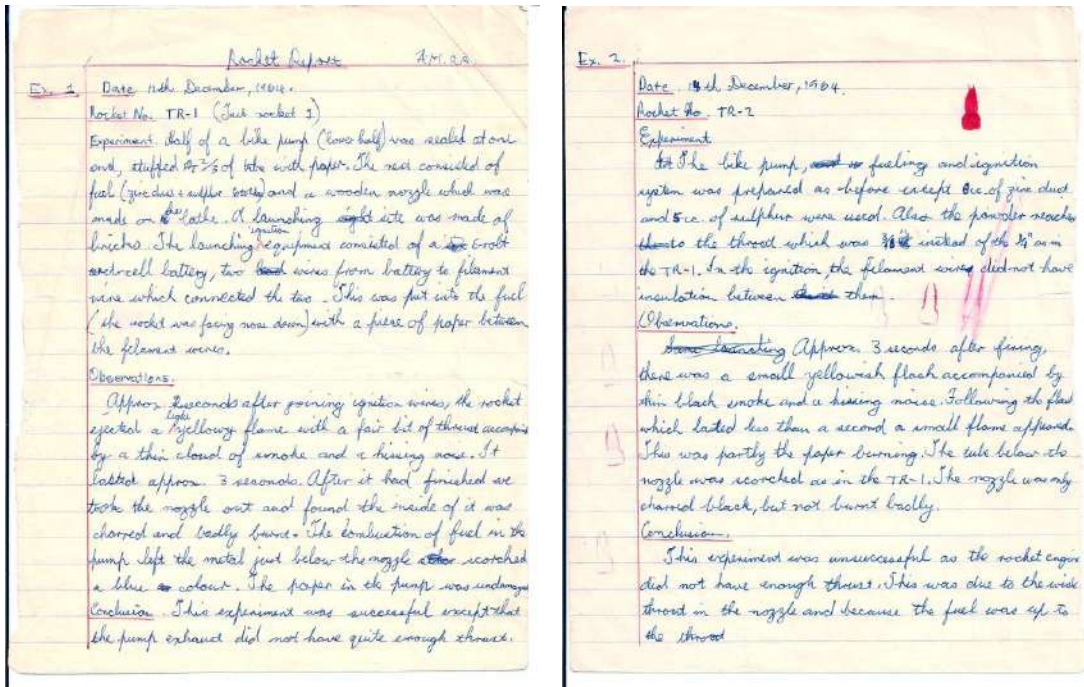 Rocket Report
Ex. 1
Date 11th December, 1964.
Rocket No. TR-1 (Test rocket 1)
Experiment. Half of a bike pump (lower half) was sealed at one
end, stuffed 2/3 of tube with paper. The rest consisted of
fuel (zinc dust + sulphur) and a wooden nozzle which was
made on the lathe. A launching site was made of
bricks. The launching ignition equipment consisted of a 6-volt
dry-cell battery, two wires from battery to filament
wire which connected the two. This was put into the fuel
(the rocket was facing nose down) with a piece of paper between
the filament wires.
Observations.
Approx. 2 seconds after joining ignition wires, the rocket
ejected a light yellowy flame with a fair bit of thrust accompanied
by a thin cloud of smoke and a hissing noise. It
lasted approx. 3 seconds. After it had finished we
took the nozzle out and found the inside of it was
charred and badly burnt. The combustion of fuel in the
pump left the metal just below the nozzle scorched
a blue colour. The paper in the pump was undamaged
Conclusion. This experiment was successful except that
the pump exhaust did not have quite enough thrust.
Ex. 2.
Date. December, 1964.
Rocket No. TR-2
Experiment
The bike pump, fueling and ignition
system was prepared as before except 8cc. of zinc dust
and 5 cc. of sulphur were used. Also the powder reached
to the throat which was instead of the 1/4" as in
the TR-1. In the ignition, the filament wires did not have
insulation between them.
Observations.
Approx. 3 seconds after firing,
there was a small yellowish flash accompanied by
thin black smoke and a hissing noise. Following the flash
which lasted less than a second a small flame appeared.
This was partly the paper burning. The tube below the
nozzle was scorched as in the TR-1. The nozzle was only
charred black, but not burnt badly.
Conclusion.
This experiment was unsuccessful as the rocket engine
did not have enough thrust. This was due to the wide
throat in the nozzle and because the fuel was up to
the throat